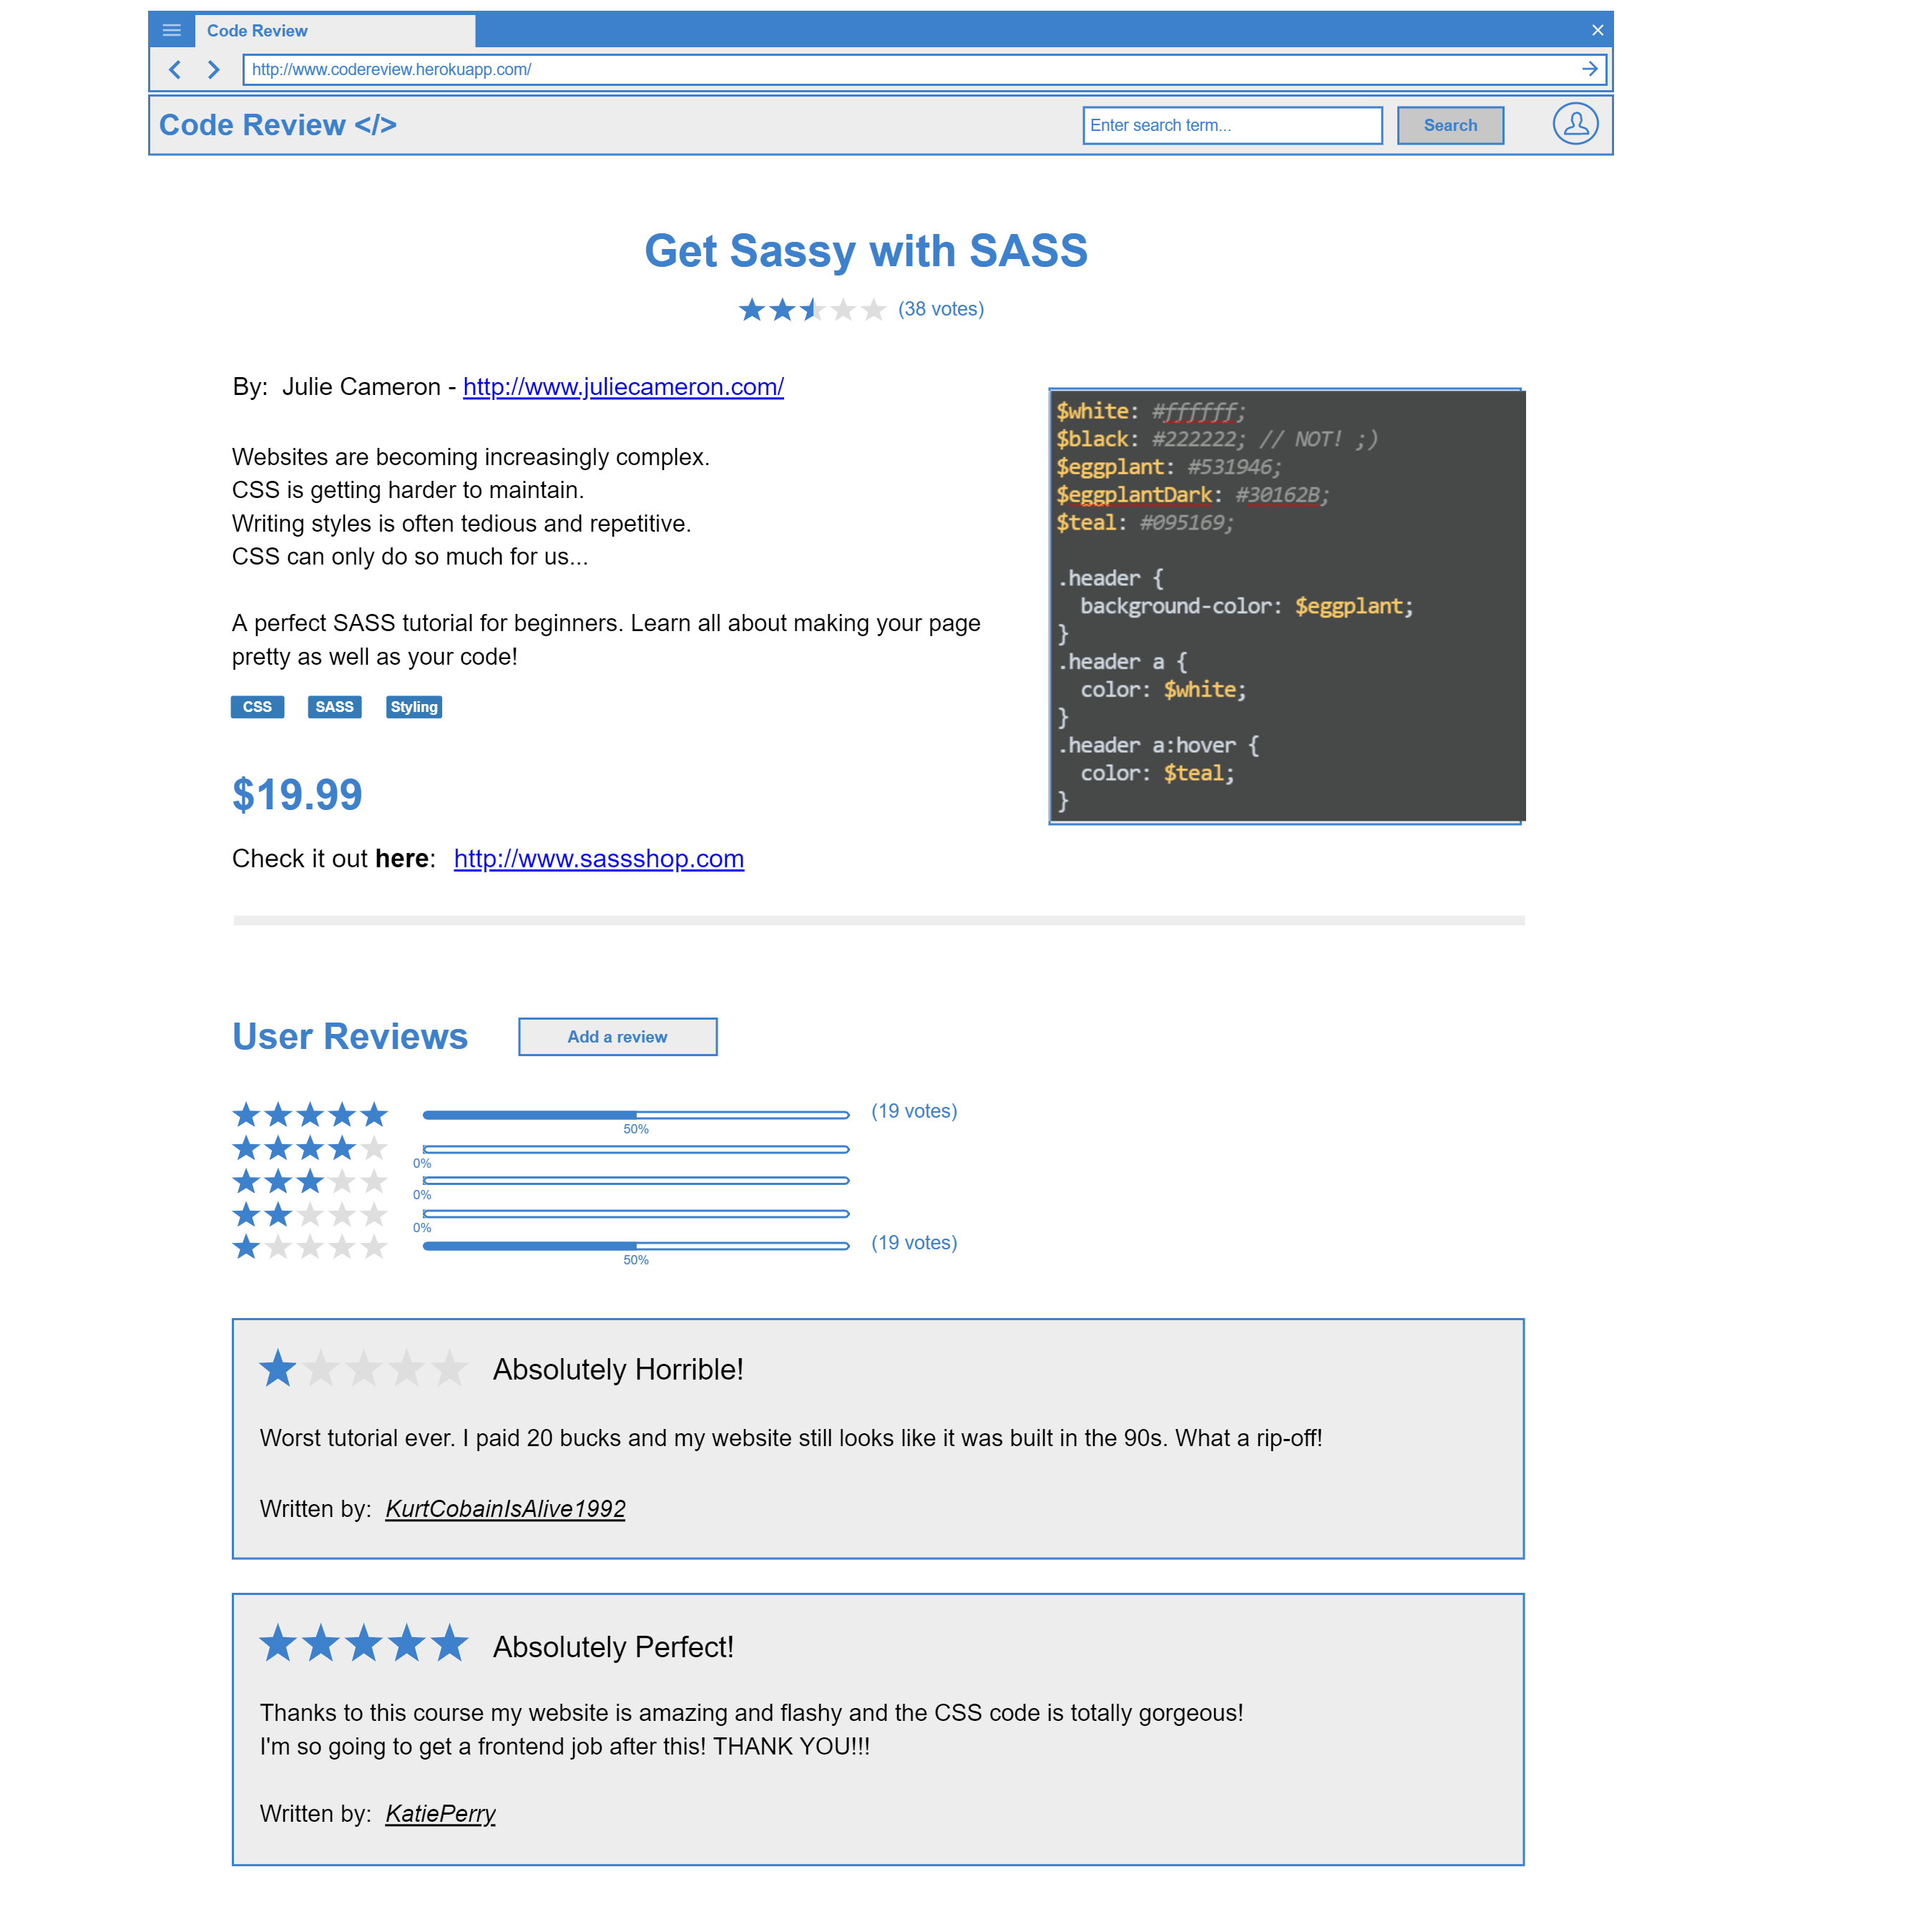 Code Review
http://www.codereview.herokuapp.com/
Code Review </>
Enter search term...
Search
Get Sassy with SASS
(38 votes)
By: Julie Cameron - http://www.juliecameron.com/
Websites are becoming increasingly complex.
CSS is getting harder to maintain.
Writing styles is often tedious and repetitive.
CSS can only do so much for us...
A perfect SASS tutorial for beginners. Learn all about making your page
pretty as well as your code!
CSS SASS Styling
$19.99
Check it out here: http://www.sassshop.com
$white: #ffffff;
$black: #222222; // NOT! ;)
$eggplant: #531946;
$eggplantDark: #30162B;
$teal: #095169;
.header {
background-color: $eggplant;
}
.header a {
color: $white;
}
.header a:hover {
color: $teal;
}
User Reviews
Add a review
(19 votes)
50%
0%
0%
0%
(19 votes)
50%
Absolutely Horrible!
Worst tutorial ever. I paid 20 bucks and my website still looks like it was built in the 90s. What a rip-off!
Written by: KurtCobainIsAlive1992
Absolutely Perfect!
Thanks to this course my website is amazing and flashy and the CSS code is totally gorgeous!
I'm so going to get a frontend job after this! THANK YOU!!!
Written by: KatiePerry